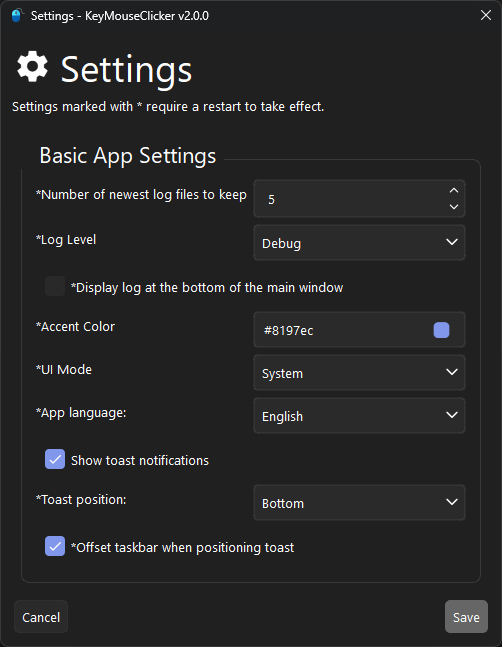 Settings - KeyMouseClicker v2.0.0
Settings
Settings marked with * require a restart to take effect.
Basic App Settings
*Number of newest log files to keep
5
*Log Level
Debug
*Display log at the bottom of the main window
*Accent Color
#8197ec
*UI Mode
System
*App language:
English
Show toast notifications
*Toast position:
Bottom
*Offset taskbar when positioning toast
Cancel
Save